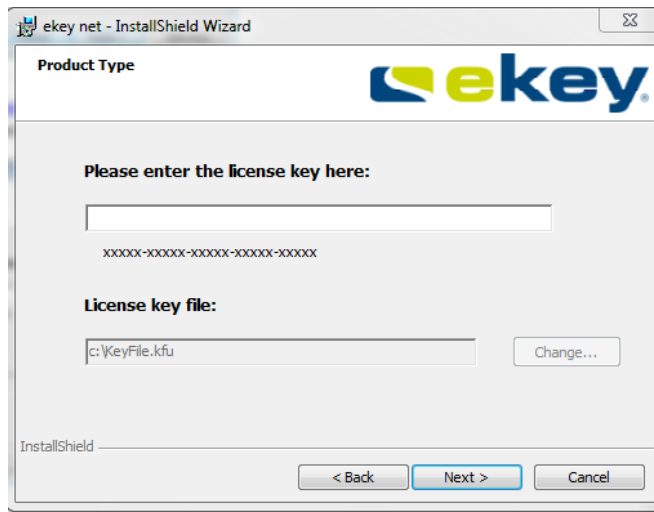 ekey net - InstallShield Wizard
Product Type
ekey®
Please enter the license key here:
xxxxx-xxxxx-xxxxx-xxxxx-xxxxx
License key file:
c:\KeyFile.kfu
Change...
InstallShield
< Back Next > Cancel